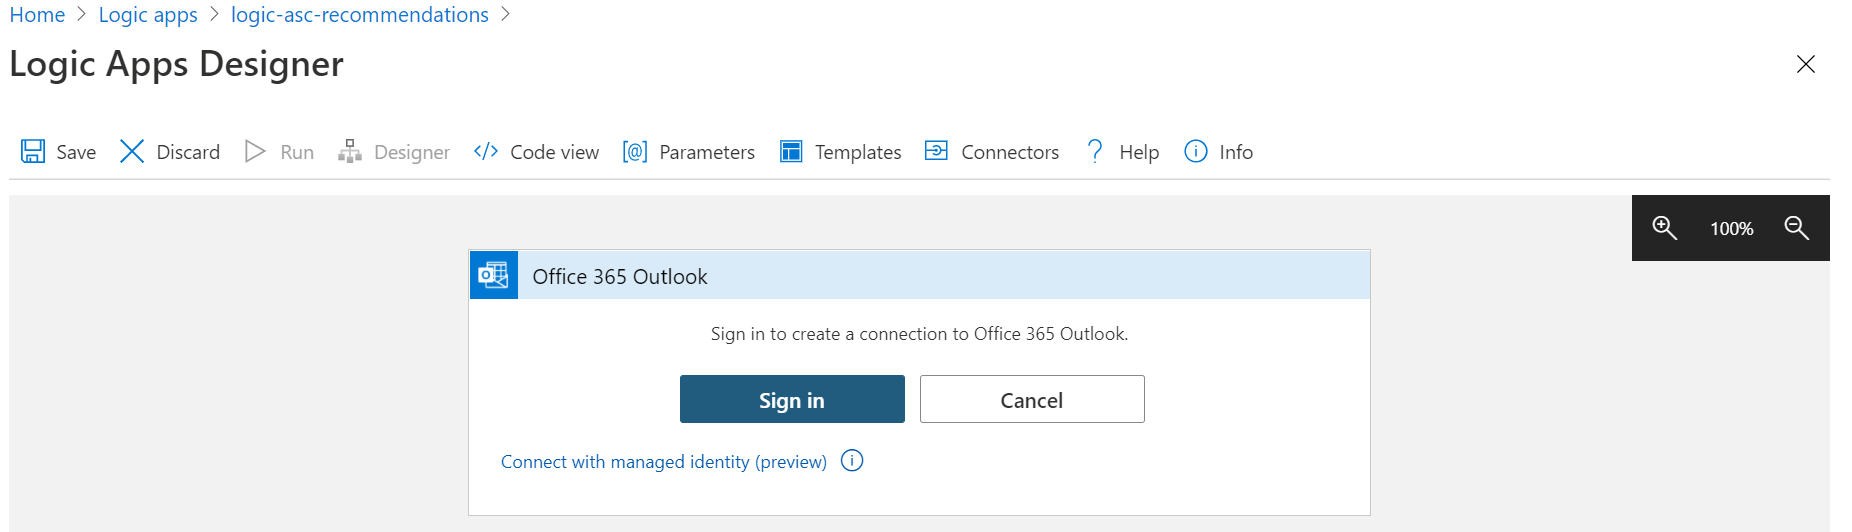 Home > Logic apps > logic-asc-recommendations >
Logic Apps Designer
Save Discard Run Designer </> Code view [@] Parameters Templates Connectors ? Help Info
100%
Office 365 Outlook
Sign in to create a connection to Office 365 Outlook.
Sign in Cancel
Connect with managed identity (preview)